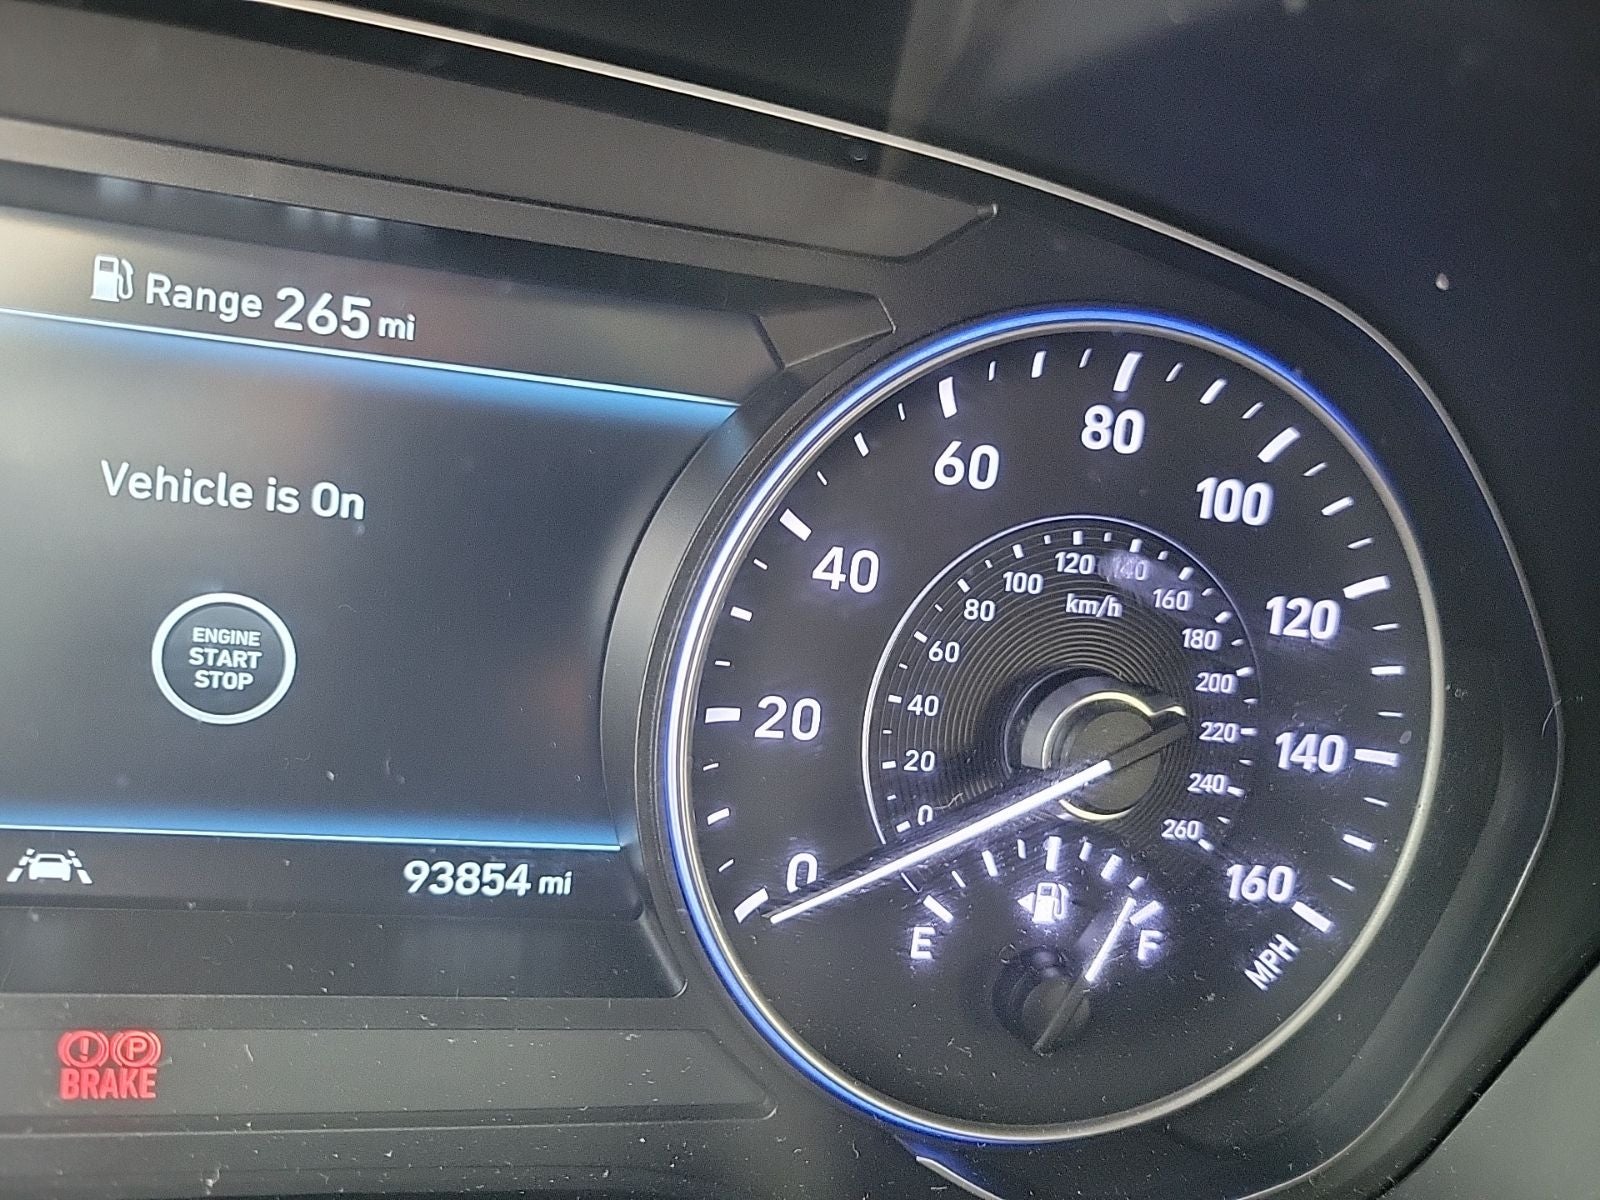 Range 265 mi
Vehicle is On
ENGINE
START
STOP
93854 mi
! P
BRAKE
0
20
40
60
80
100
120
140
160
MPH
0
20
40
60
80
100
120
140
160
180
200
220
240
260
km/h
E
F